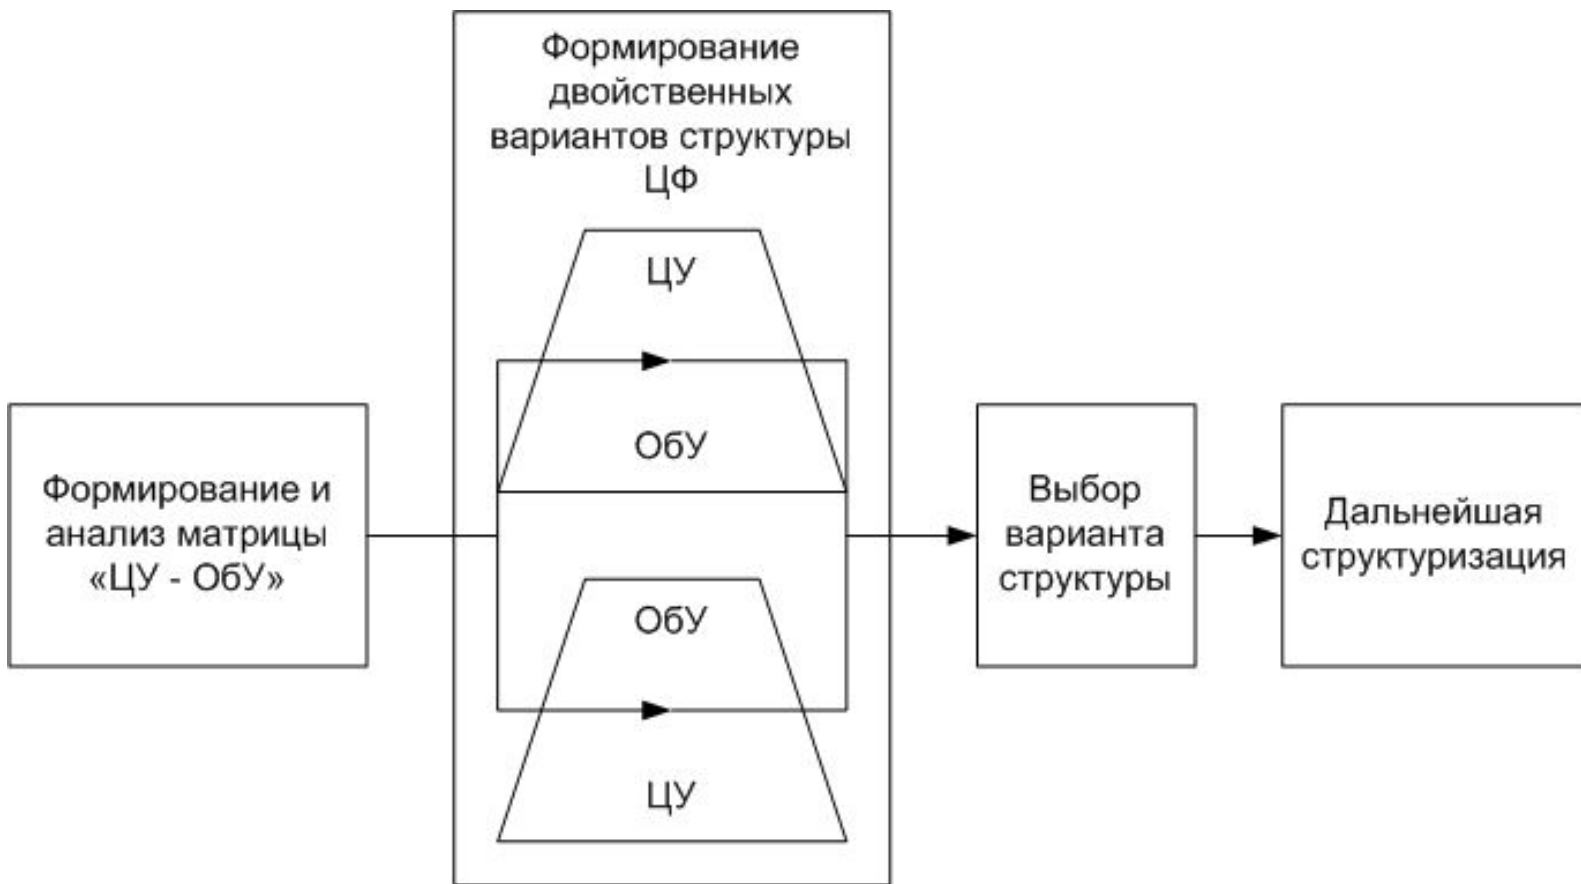 Формирование
двойственных
вариантов структуры
ЦФ
ЦУ
ОбУ
ОбУ
ЦУ
Формирование и
анализ матрицы
«ЦУ - ОбУ»
Выбор
варианта
структуры
Дальнейшая
структуризация